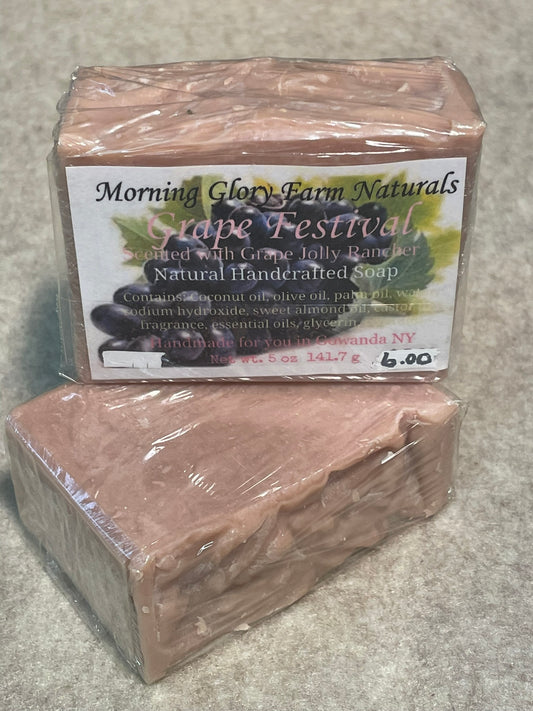 Morning Glory Farm Naturals
Grape Festival
Scented with Grape Jolly Rancher
Natural Handcrafted Soap
Contains: Coconut oil, olive oil, palm oil,
sodium hydroxide, sweet almond oil, castor
fragrance, essential oils, glycerin
Handmade for you in Gowanda NY
Net wt. 5 oz 141.7 g 6.00